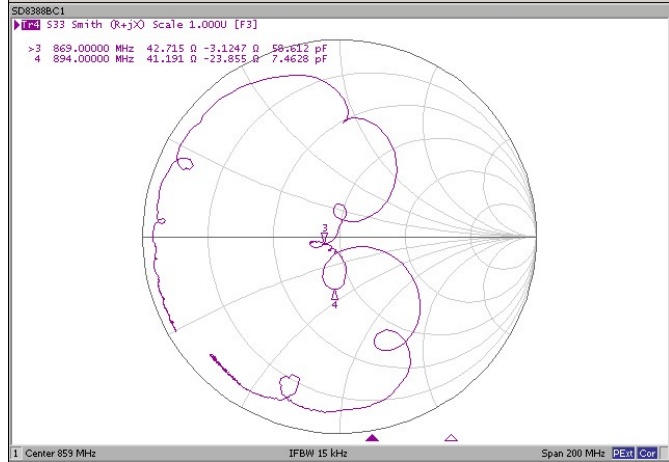 SD8388BC1
Tr4 S33 Smith (R+jX) Scale 1.000U [F3]
>3 869.00000 MHz 42.715 Ω -3.1247 Ω 58.612 pF
4 894.00000 MHz 41.191 Ω -23.855 Ω 7.4628 pF
3
4
1 Center 859 MHz IFBW 15 kHz Span 200 MHz PExt Cor